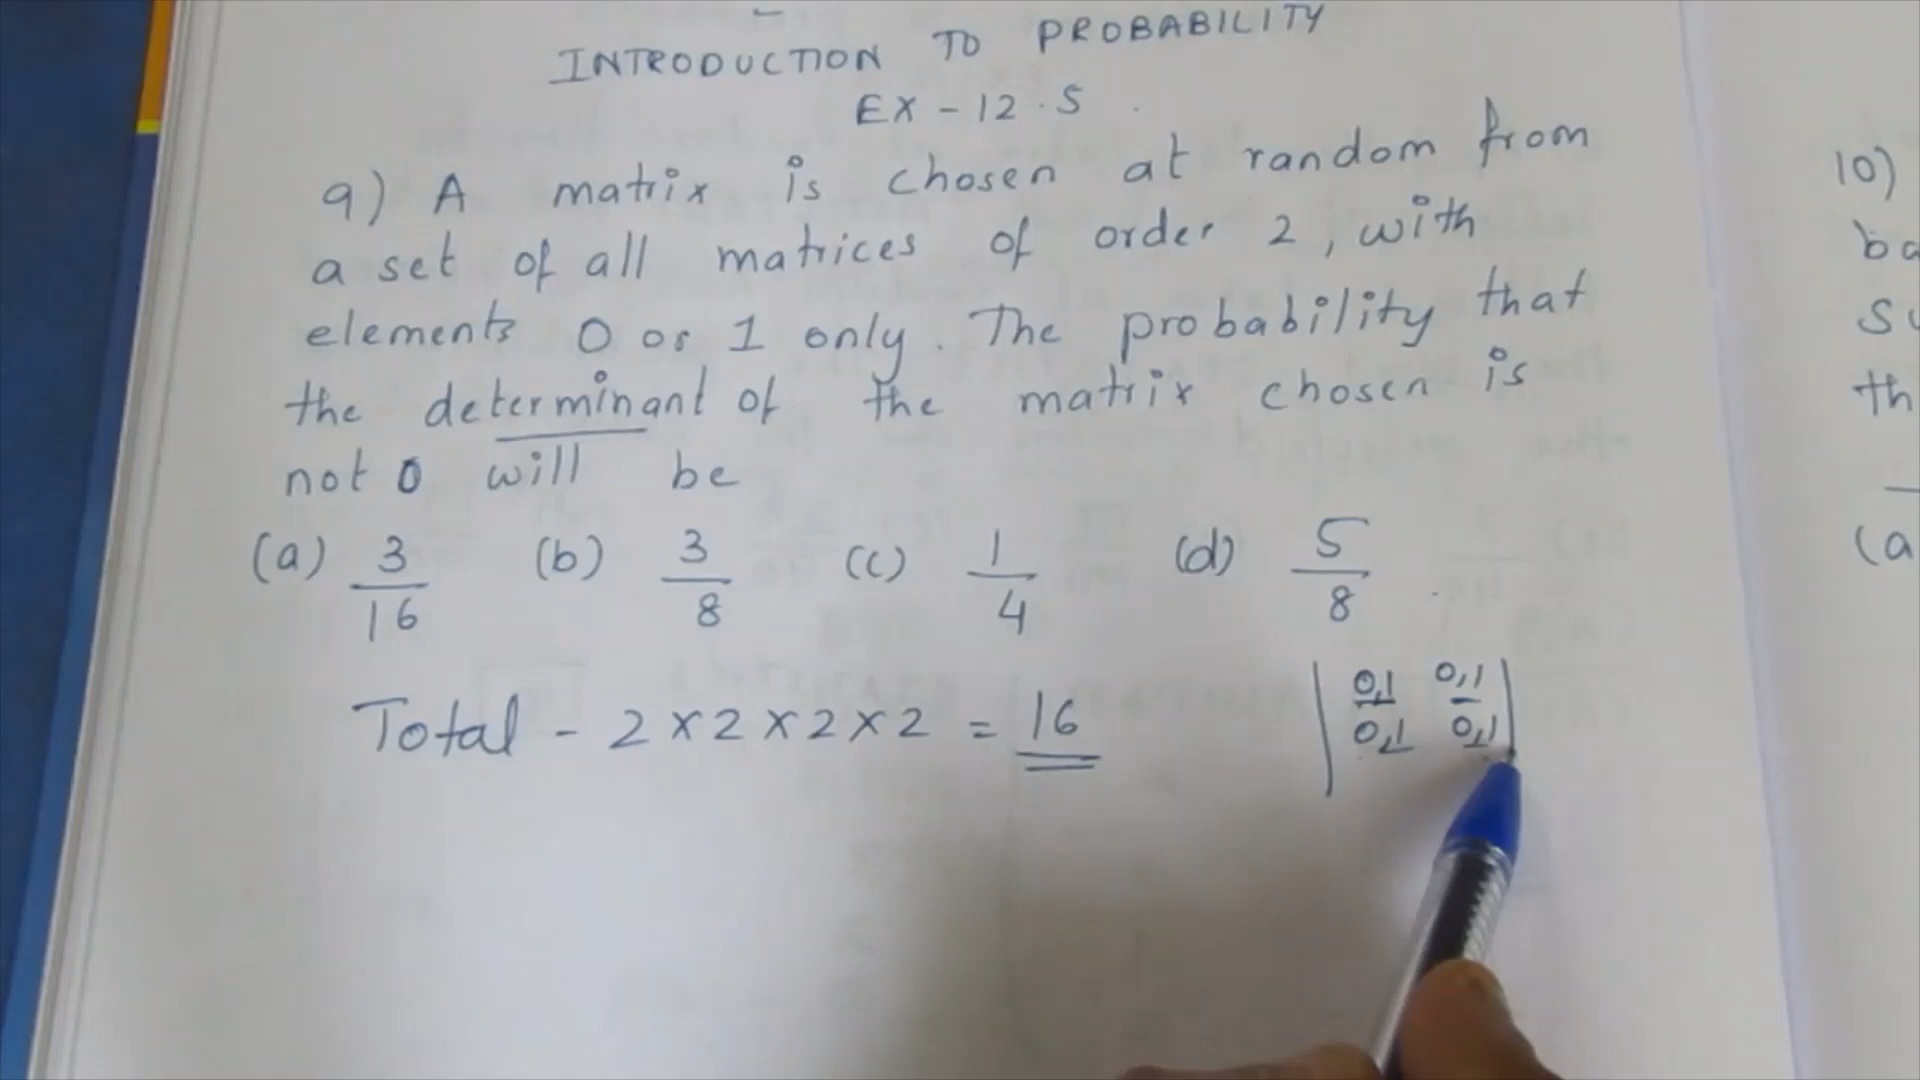 INTRODUCTION TO PROBABILITY
EX - 12.5
9) A matrix is chosen at random from
a set of all matrices of order 2, with
elements 0 or 1 only. The probability that
the determinant of the matrix chosen is
not 0 will be
(a) 3/16 (b) 3/8 (c) 1/4 (d) 5/8
Total - 2 x 2 x 2 x 2 = 16
0,1 0,1
0,1 0,1
10)
(a